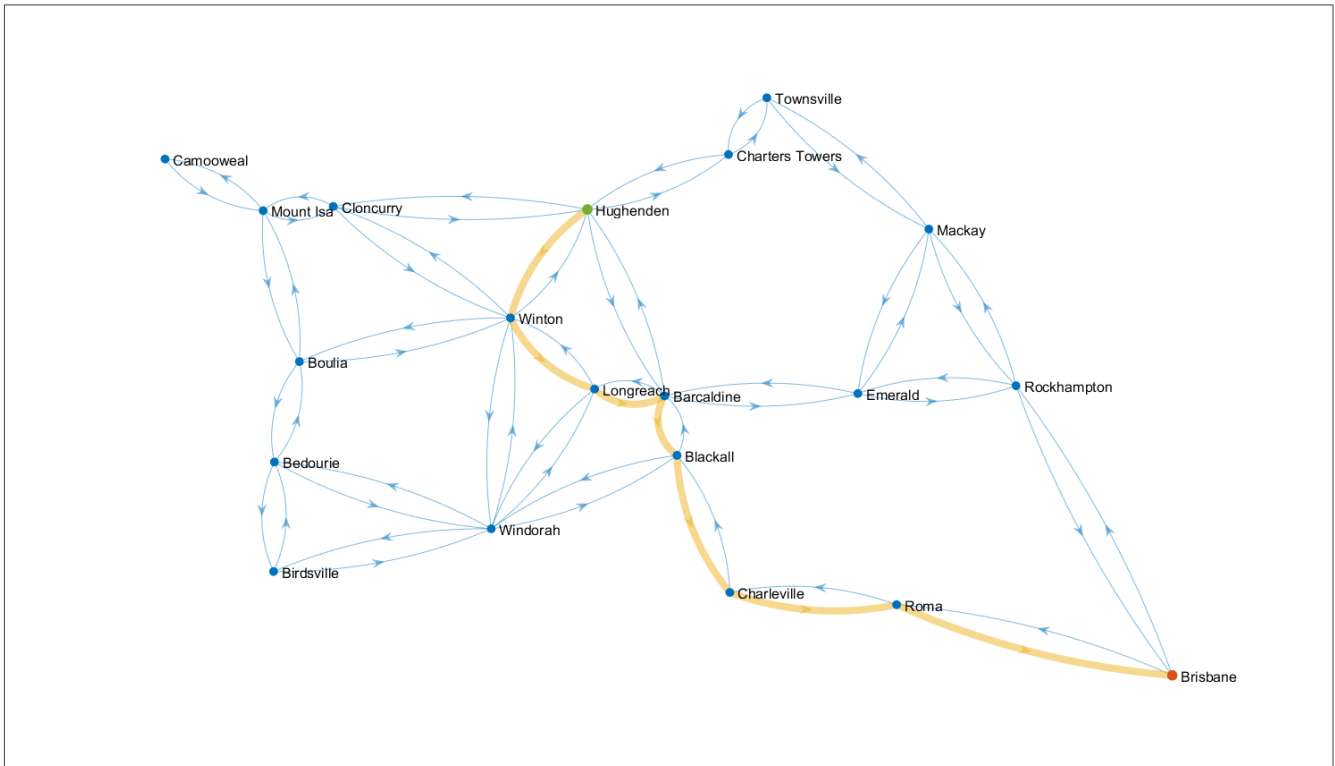 Townsville
Charters Towers
Camooweal
Mount Isa
Cloncurry
Hughenden
Mackay
Winton
Boulia
Longreach
Barcaldine
Emerald
Rockhampton
Blackall
Bedourie
Windorah
Birdsville
Charleville
Roma
Brisbane